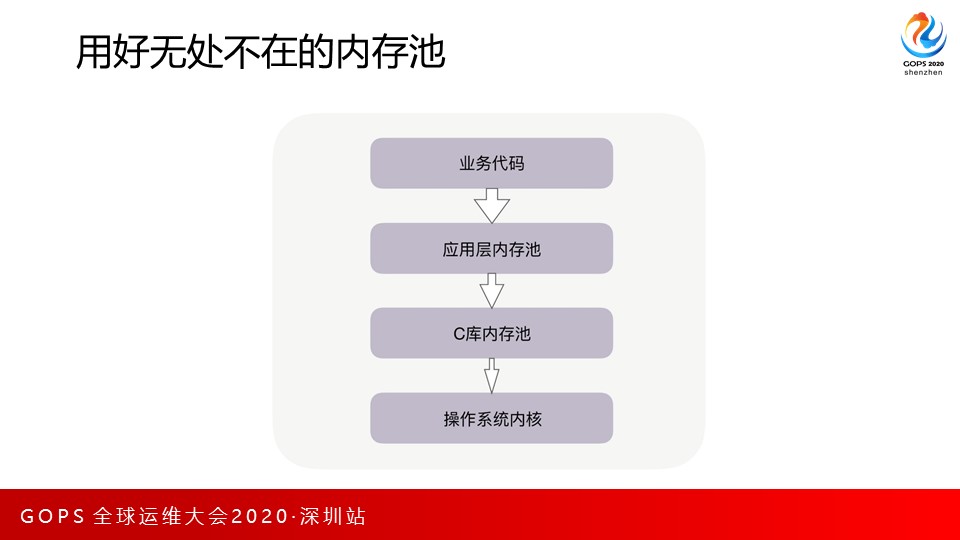 用好无处不在的内存池
GOPS 2020
shenzhen
业务代码
应用层内存池
C库内存池
操作系统内核
GOPS 全球运维大会2020·深圳站